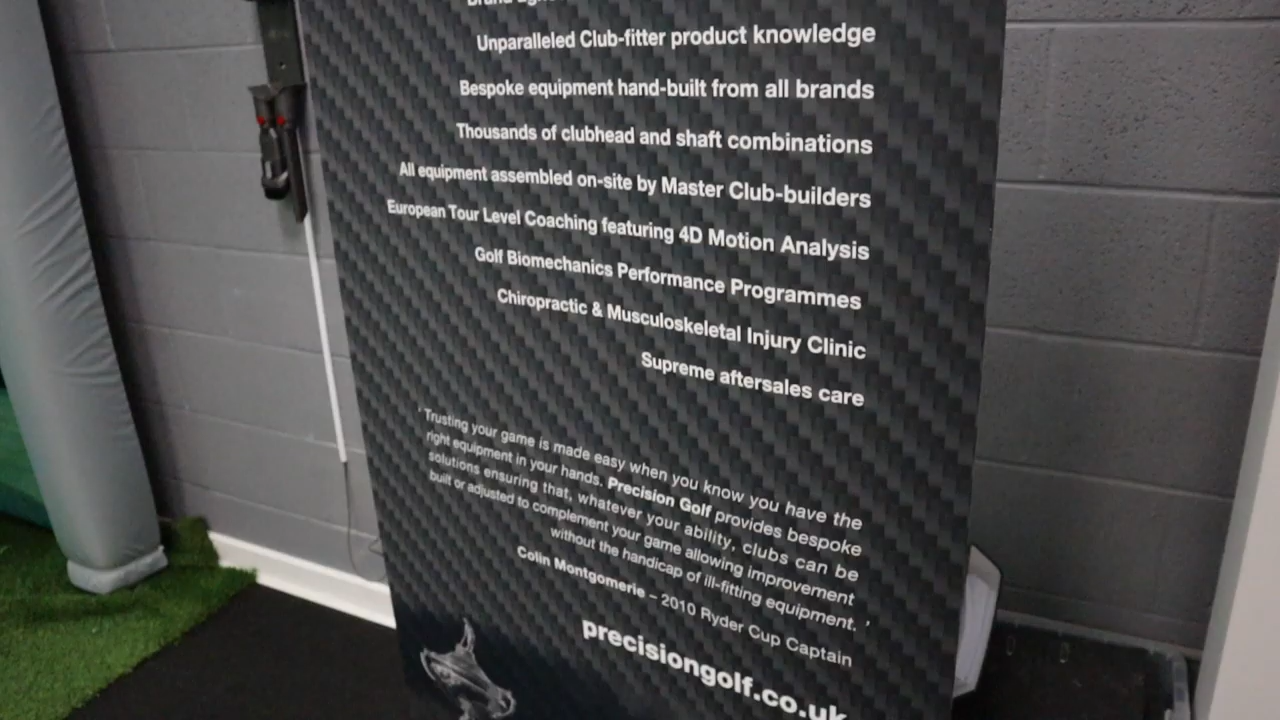 Unparalleled Club-fitter product knowledge
Bespoke equipment hand-built from all brands
Thousands of clubhead and shaft combinations
All equipment assembled on-site by Master Club-builders
European Tour Level Coaching featuring 4D Motion Analysis
Golf Biomechanics Performance Programmes
Chiropractic & Musculoskeletal Injury Clinic
Supreme aftersales care
' Trusting your game is made easy when you know you have the
right equipment in your hands. Precision Golf provides bespoke
solutions ensuring that, whatever your ability, clubs can be
built or adjusted to complement your game allowing improvement
without the handicap of ill-fitting equipment. '
Colin Montgomerie – 2010 Ryder Cup Captain
precisiongolf.co.uk